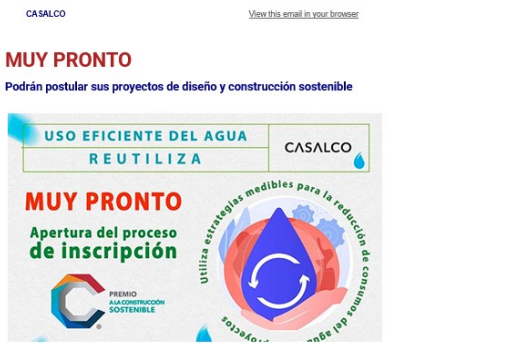 CASALCO
View this email in your browser
MUY PRONTO
Podrán postular sus proyectos de diseño y construcción sostenible
USO EFICIENTE DEL AGUA
REUTILIZA
CASALCO
MUY PRONTO
Apertura del proceso
de inscripción
PREMIO
A LA CONSTRUCCIÓN
SOSTENIBLE
®
Utiliza estrategias medibles para la reducción de consumos del agua
proyectos